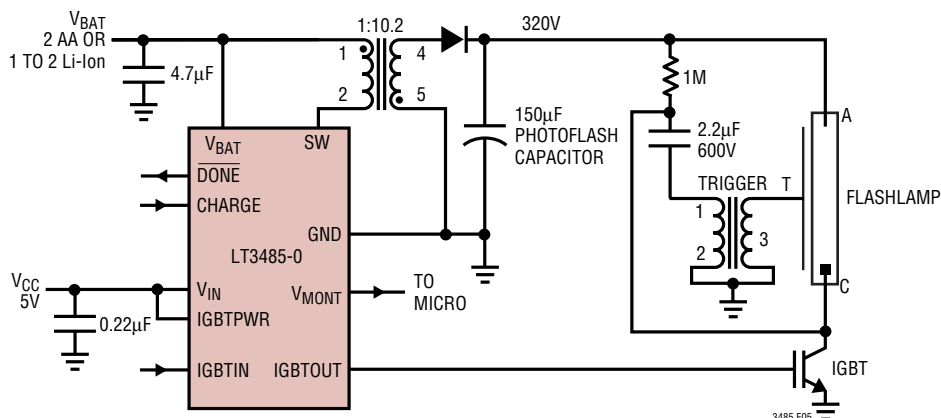 VBAT
2 AA OR
1 TO 2 Li-Ion
4.7µF
1:10.2
1
2
4
5
320V
150µF
PHOTOFLASH
CAPACITOR
1M
2.2µF
600V
TRIGGER
1
2
3
T
A
FLASHLAMP
C
VBAT
SW
DONE
CHARGE
GND
LT3485-0
VCC
5V
0.22µF
VIN
IGBTPWR
VMONT
TO
MICRO
IGBTIN
IGBTOUT
IGBT
3485 F05